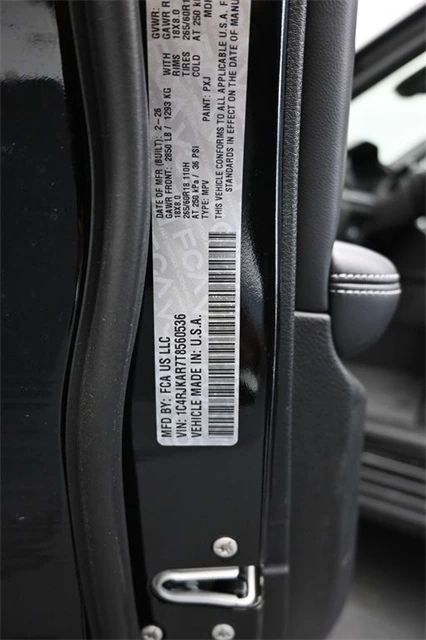 MFD BY: FCA US LLC
VIN: 1C4RJKAR7T8560536
VEHICLE MADE IN: U.S.A.
DATE OF MFR (BUILT): 2-26
GAWR FRONT: 2850 LB / 1293 KG WITH
18X8.0 RIMS
265/60R18 110H TIRES
AT 250 kPa / 36 PSI COLD
TYPE: MPV PAINT: PXJ
THIS VEHICLE CONFORMS TO ALL APPLICABLE U.S.A.
STANDARDS IN EFFECT ON THE DATE OF MANU
GVWR:
GAWR R
18X8.0
265/60R
AT 250 k